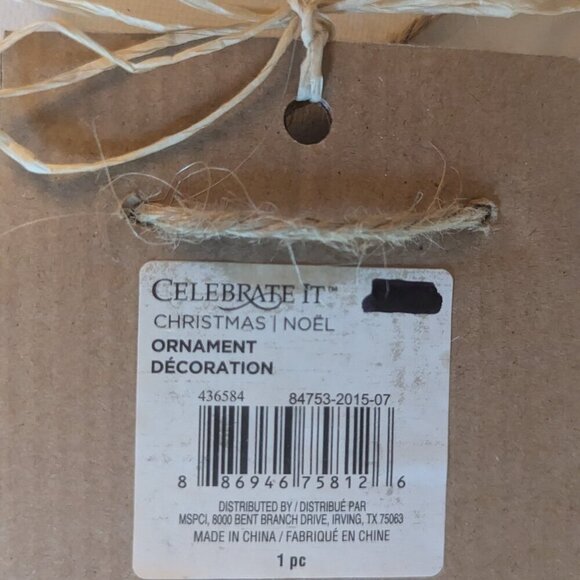 CELEBRATE IT™
CHRISTMAS | NOËL
ORNAMENT
DÉCORATION
436584 84753-2015-07
8 86946 75812 6
DISTRIBUTED BY / DISTRIBUÉ PAR
MSPCI, 8000 BENT BRANCH DRIVE, IRVING, TX 75063
MADE IN CHINA / FABRIQUÉ EN CHINE
1 pc